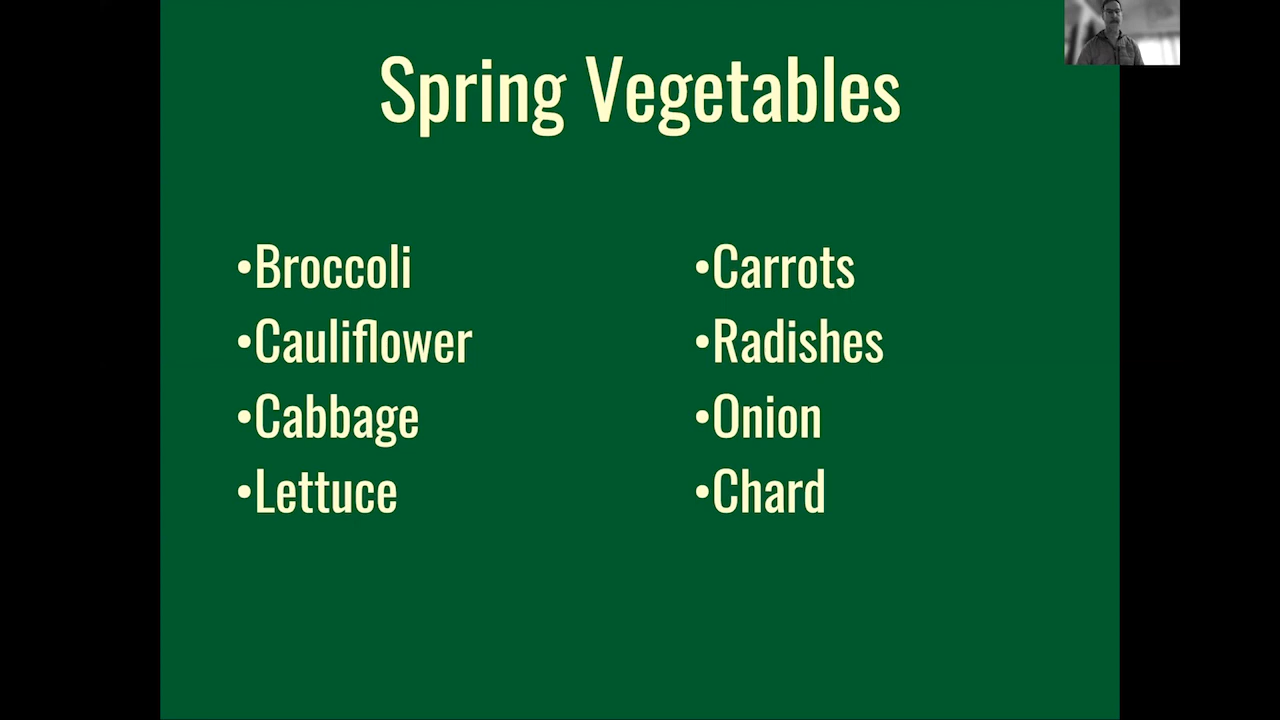 Spring Vegetables
•Broccoli
•Cauliflower
•Cabbage
•Lettuce
•Carrots
•Radishes
•Onion
•Chard